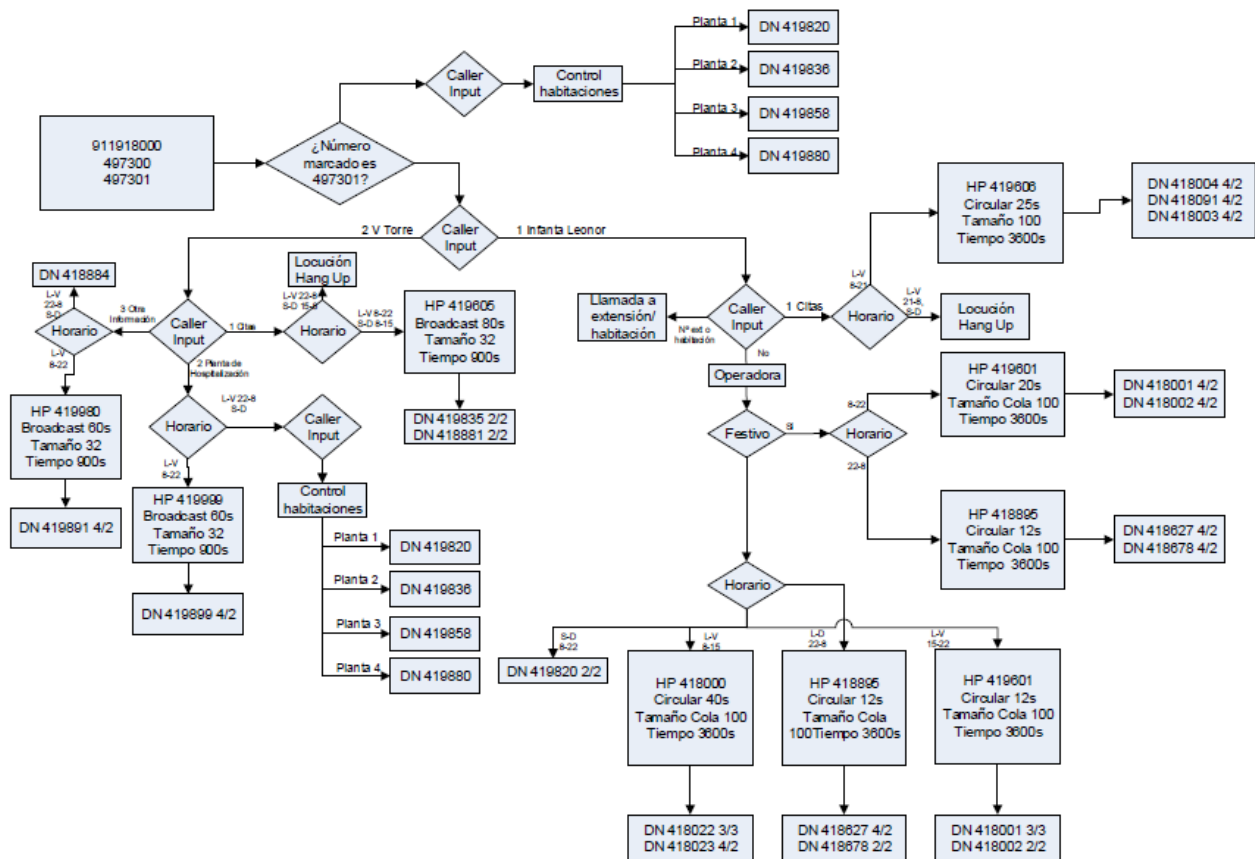 911918000
497300
497301
¿Número
marcado es
497301?
Caller
Input
Control
habitaciones
Planta 1
DN 419820
Planta 2
DN 419836
Planta 3
DN 419858
Planta 4
DN 419880
Caller
Input
2 V Torre
1 Infanta Leonor
DN 418884
L-V
22-8
S-D
Horario
3 Otra
Información
L-V
8-22
HP 419980
Broadcast 60s
Tamaño 32
Tiempo 900s
DN 419891 4/2
Caller
Input
1 Citas
Locución
Hang Up
L-V 22-8
S-D 15-8
Horario
L-V 8-22
S-D 8-15
HP 419605
Broadcast 80s
Tamaño 32
Tiempo 900s
DN 419835 2/2
DN 418881 2/2
2 Planta de
Hospitalización
Horario
L-V 22-8
S-D
Caller
Input
L-V
8-22
HP 419999
Broadcast 60s
Tamaño 32
Tiempo 900s
DN 419899 4/2
Control
habitaciones
Planta 1
DN 419820
Planta 2
DN 419836
Planta 3
DN 419858
Planta 4
DN 419880
Llamada a
extensión/
habitación
Nº ext o
habitación
Caller
Input
1 Citas
Horario
L-V
8-21
HP 419606
Circular 25s
Tamaño 100
Tiempo 3600s
DN 418004 4/2
DN 418091 4/2
DN 418003 4/2
L-V
21-8,
S-D
Locución
Hang Up
No
Operadora
Festivo
Si
Horario
8-22
HP 419601
Circular 20s
Tamaño Cola 100
Tiempo 3600s
DN 418001 4/2
DN 418002 4/2
22-8
HP 418895
Circular 12s
Tamaño Cola 100
Tiempo 3600s
DN 418627 4/2
DN 418678 4/2
Horario
S-D
8-22
DN 419820 2/2
L-V
8-15
HP 418000
Circular 40s
Tamaño Cola 100
Tiempo 3600s
DN 418022 3/3
DN 418023 4/2
L-D
22-8
HP 418895
Circular 12s
Tamaño Cola
100Tiempo 3600s
DN 418627 4/2
DN 418678 2/2
L-V
15-22
HP 419601
Circular 12s
Tamaño Cola 100
Tiempo 3600s
DN 418001 3/3
DN 418002 2/2